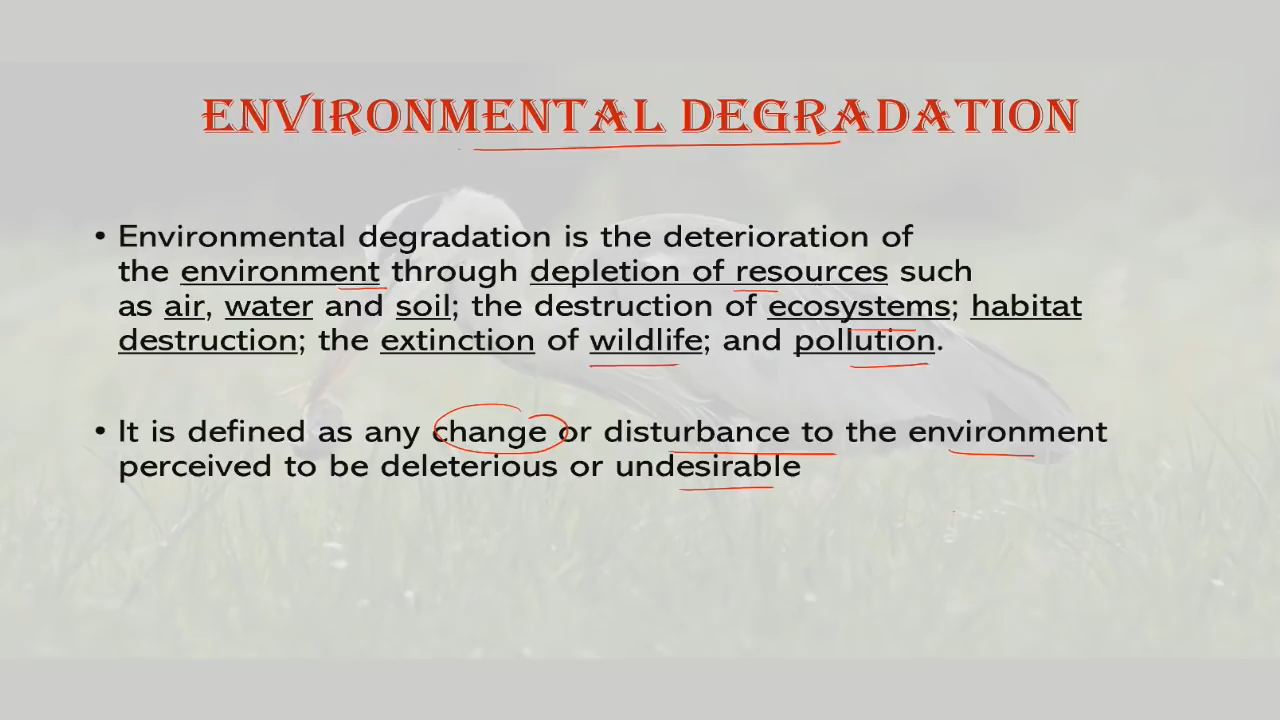 ENVIRONMENTAL DEGRADATION
• Environmental degradation is the deterioration of
the environment through depletion of resources such
as air, water and soil; the destruction of ecosystems; habitat
destruction; the extinction of wildlife; and pollution.
• It is defined as any change or disturbance to the environment
perceived to be deleterious or undesirable